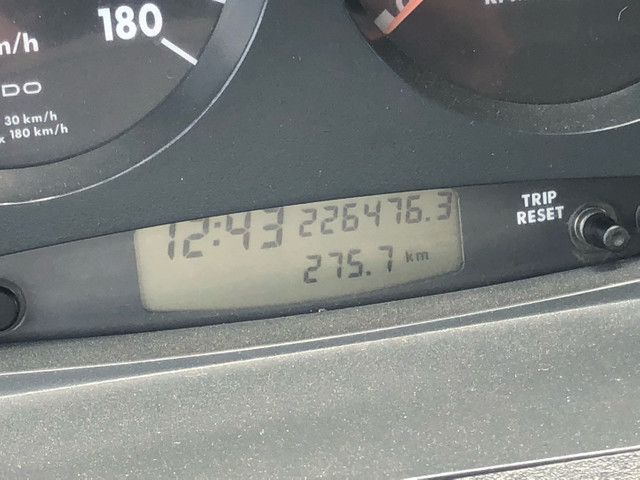 180
m/h
DO
30 km/h
x 180 km/h
12:43 226476.3
275.7 km
TRIP
RESET